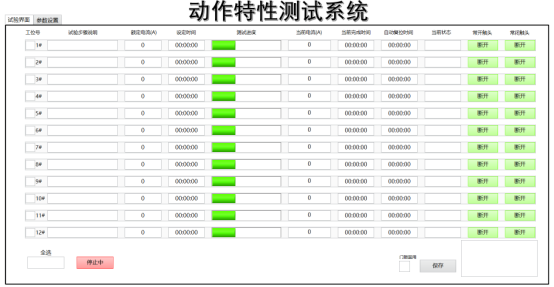 动作特性测试系统
试验界面 参数设置
工位号 试验步骤说明 额定电流(A) 设定时间 测试进度 当前电流(A) 当前完成时间 自动复位时间 当前状态 常开触头 常闭触头
1# 0 00:00:00 0 00:00:00 00:00:00 断开 断开
2# 0 00:00:00 0 00:00:00 00:00:00 断开 断开
3# 0 00:00:00 0 00:00:00 00:00:00 断开 断开
4# 0 00:00:00 0 00:00:00 00:00:00 断开 断开
5# 0 00:00:00 0 00:00:00 00:00:00 断开 断开
6# 0 00:00:00 0 00:00:00 00:00:00 断开 断开
7# 0 00:00:00 0 00:00:00 00:00:00 断开 断开
8# 0 00:00:00 0 00:00:00 00:00:00 断开 断开
9# 0 00:00:00 0 00:00:00 00:00:00 断开 断开
10# 0 00:00:00 0 00:00:00 00:00:00 断开 断开
11# 0 00:00:00 0 00:00:00 00:00:00 断开 断开
12# 0 00:00:00 0 00:00:00 00:00:00 断开 断开
全选
停止中 保存